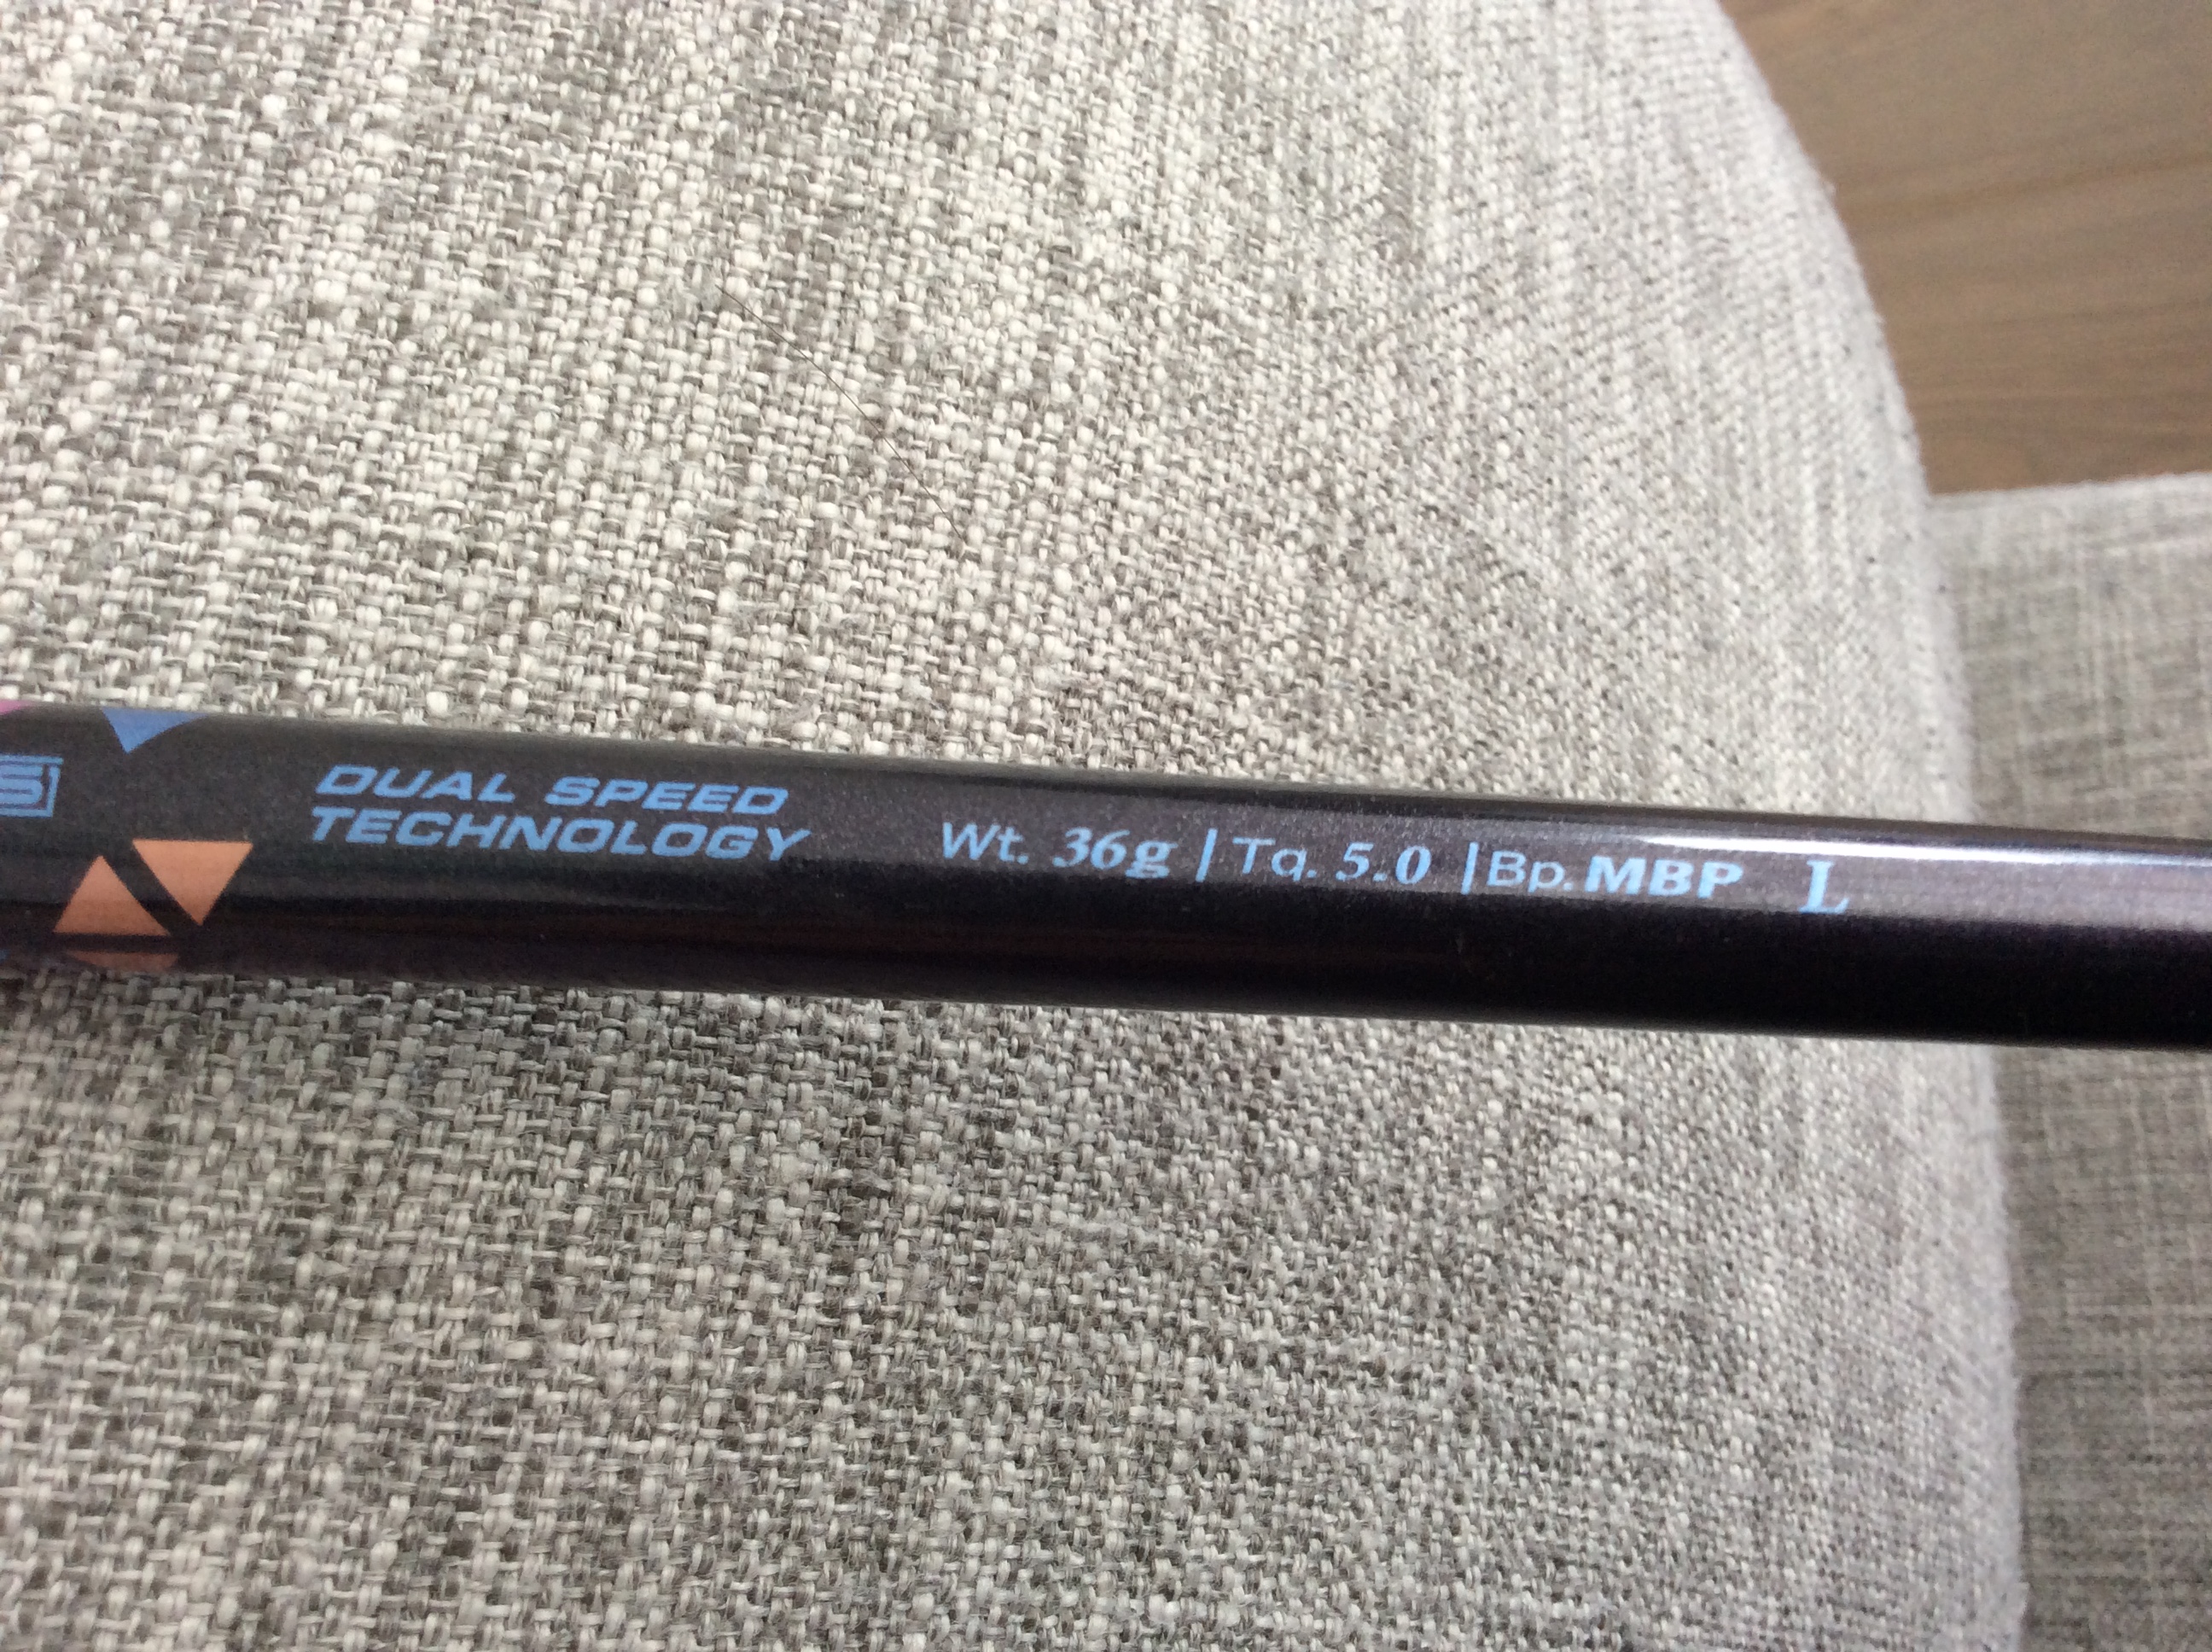 S
DUAL SPEED
TECHNOLOGY
Wt. 36g | Tq. 5.0 | Bp. MBP L